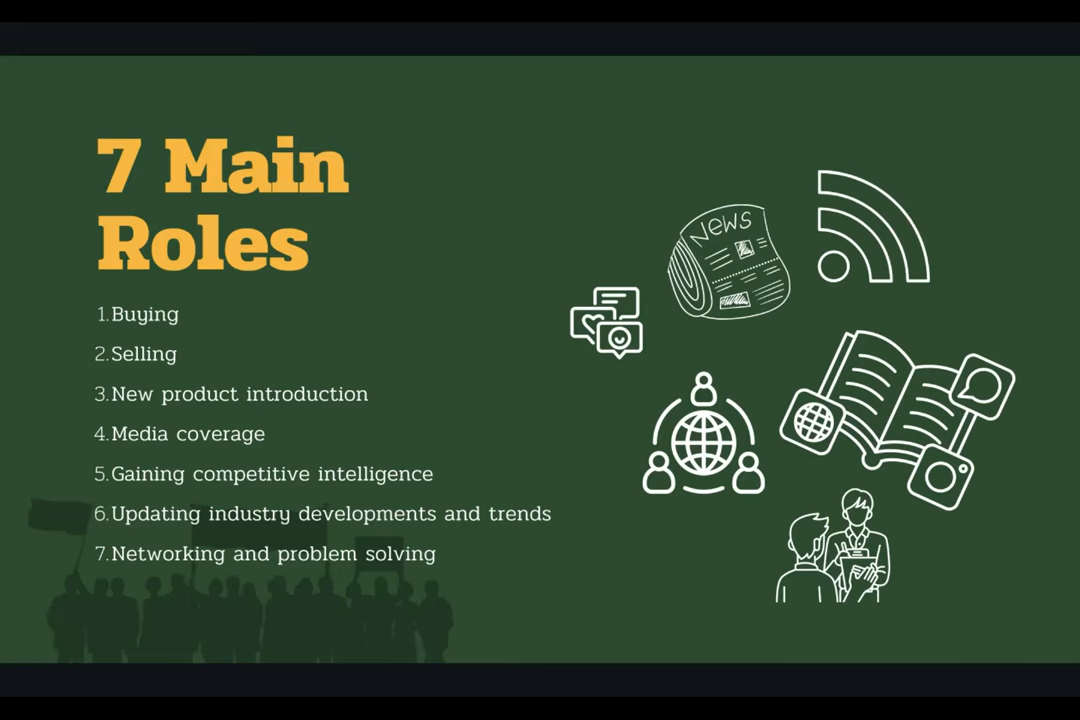 7 Main
Roles
1.Buying
2.Selling
3.New product introduction
4.Media coverage
5.Gaining competitive intelligence
6.Updating industry developments and trends
7.Networking and problem solving
NEWS